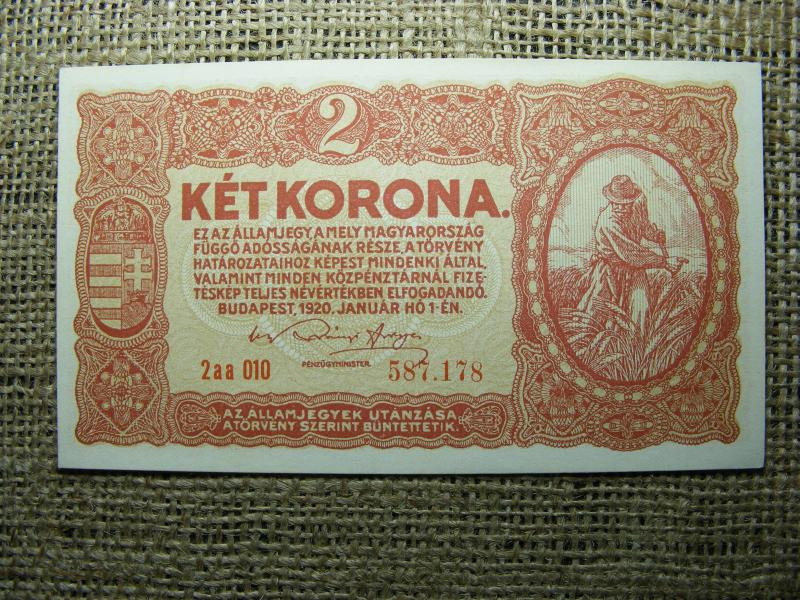 2
KÉT KORONA.
EZ AZ ÁLLAMJEGY, AMELY MAGYARORSZÁG
FÜGGŐ ADÓSSÁGÁNAK RÉSZE, A TÖRVÉNY
HATÁROZATAIHOZ KÉPEST MINDENKI ÁLTAL,
VALAMINT MINDEN KÖZPÉNZTÁRNÁL FIZE-
TÉSKÉP TELJES NÉVÉRTÉKBEN ELFOGADANDÓ.
BUDAPEST, 1920. JANUÁR HÓ 1-ÉN.
PÉNZÜGYMINISTER.
2aa 010 587.178
AZ ÁLLAMJEGYEK UTÁNZÁSA
A TÖRVÉNY SZERINT BÜNTETTETIK.